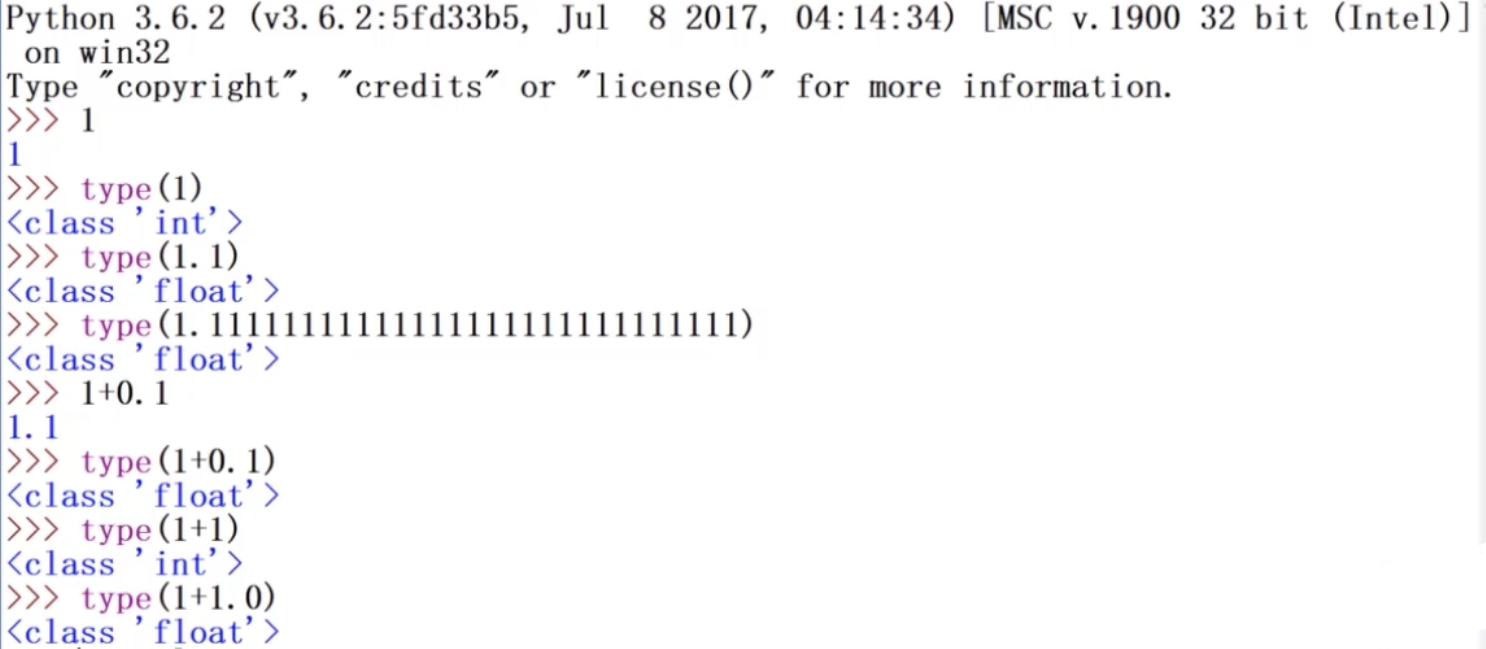 Python 3.6.2 (v3.6.2:5fd33b5, Jul  8 2017, 04:14:34) [MSC v.1900 32 bit (Intel)]
 on win32
Type "copyright", "credits" or "license()" for more information.
>>> 1
1
>>> type(1)
<class 'int'>
>>> type(1.1)
<class 'float'>
>>> type(1.11111111111111111111111111111)
<class 'float'>
>>> 1+0.1
1.1
>>> type(1+0.1)
<class 'float'>
>>> type(1+1)
<class 'int'>
>>> type(1+1.0)
<class 'float'>